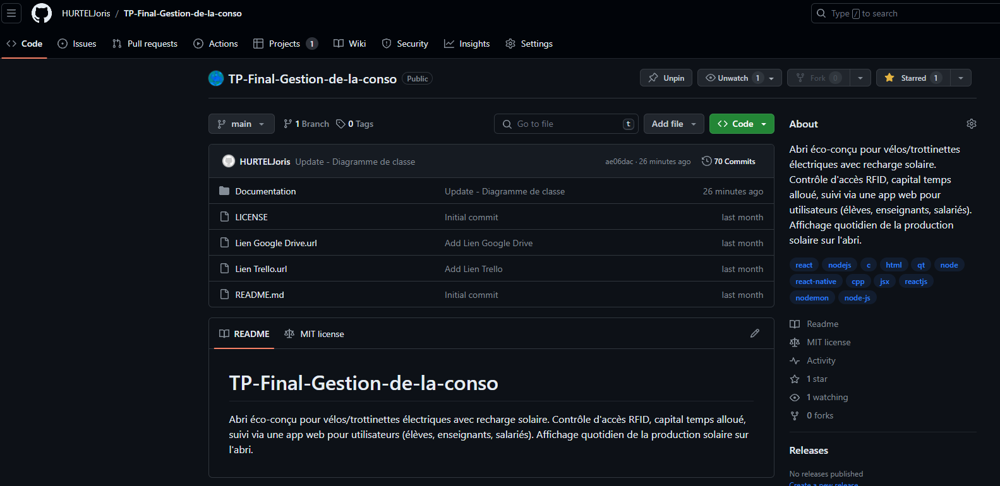 HURTELJoris / TP-Final-Gestion-de-la-conso
Type / to search
Code Issues Pull requests Actions Projects 1 Wiki Security Insights Settings
TP-Final-Gestion-de-la-conso Public
Unpin Unwatch 1 Fork 0 Starred 1
main 1 Branch 0 Tags
Go to file t Add file Code
HURTELJoris Update - Diagramme de classe ae06dac · 26 minutes ago 70 Commits
Documentation Update - Diagramme de classe 26 minutes ago
LICENSE Initial commit last month
Lien Google Drive.url Add Lien Google Drive last month
Lien Trello.url Add Lien Trello last month
README.md Initial commit last month
README MIT license
TP-Final-Gestion-de-la-conso
Abri éco-conçu pour vélos/trottinettes électriques avec recharge solaire. Contrôle d'accès RFID, capital temps alloué,
suivi via une app web pour utilisateurs (élèves, enseignants, salariés). Affichage quotidien de la production solaire sur
l'abri.
About
Abri éco-conçu pour vélos/trottinettes
électriques avec recharge solaire.
Contrôle d'accès RFID, capital temps
alloué, suivi via une app web pour
utilisateurs (élèves, enseignants, salariés).
Affichage quotidien de la production
solaire sur l'abri.
react nodejs c html qt node
react-native cpp jsx reactjs
nodemon node-js
Readme
MIT license
Activity
1 star
1 watching
0 forks
Releases
No releases published
Create a new release